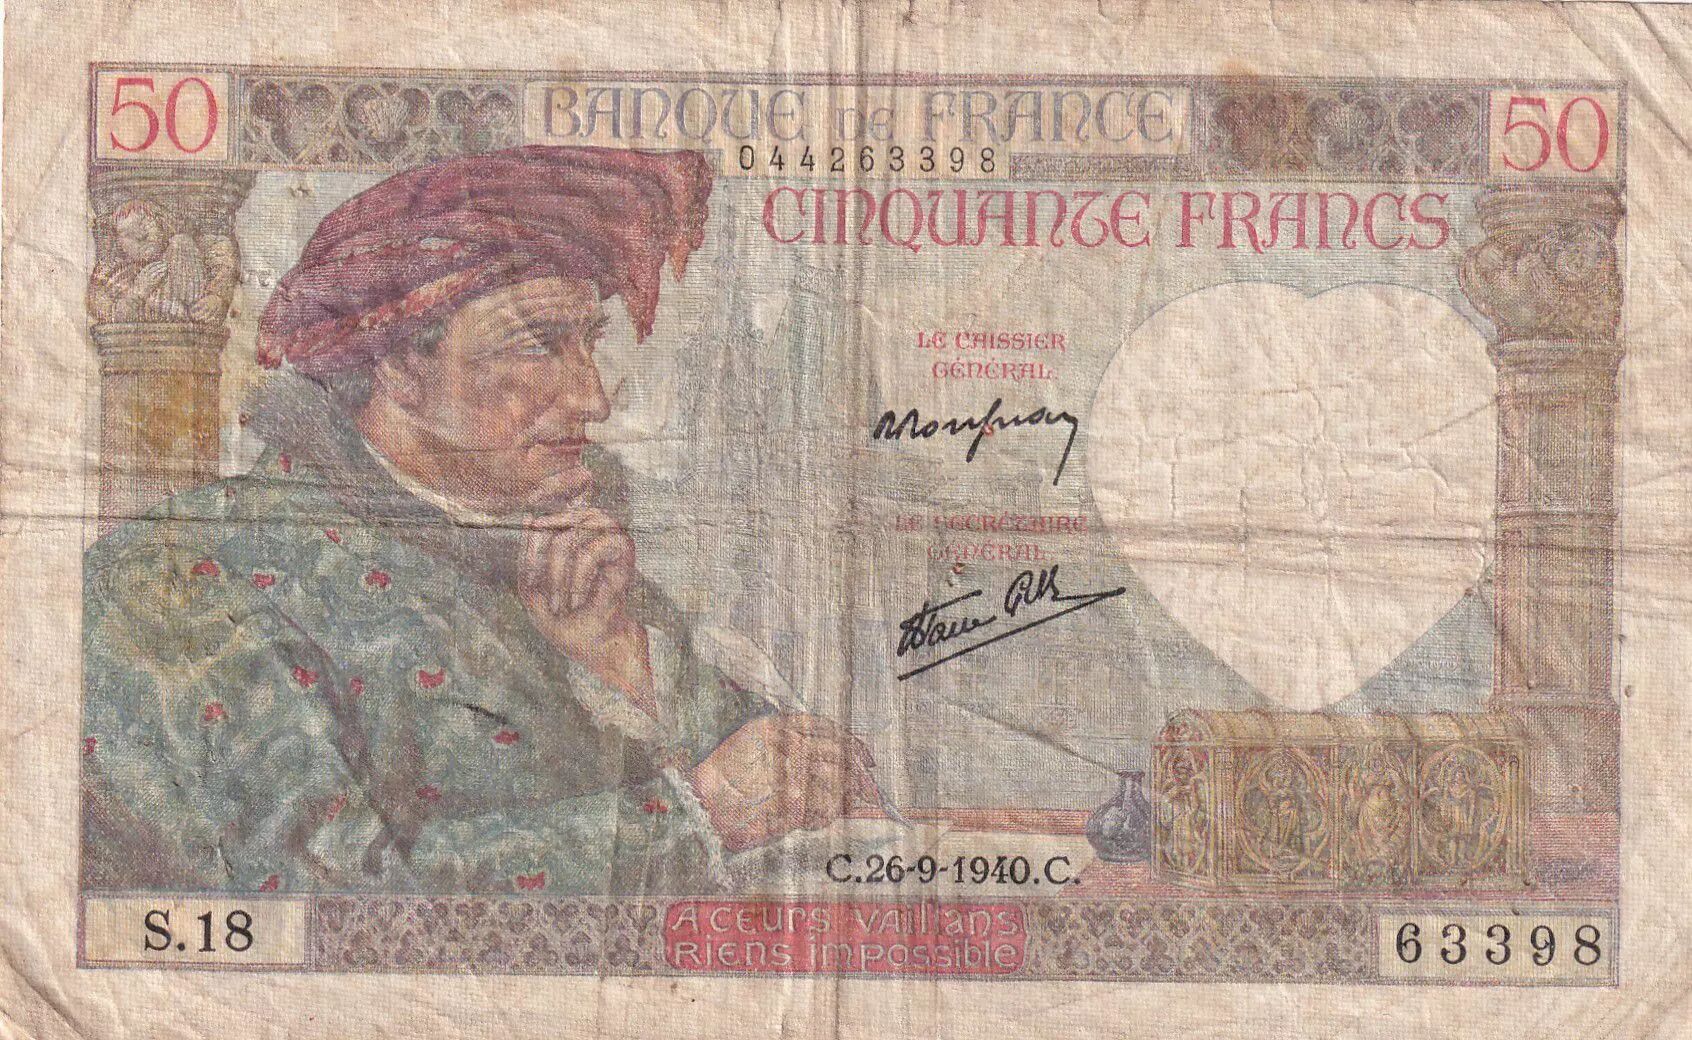 50
BANQUE DE FRANCE
50
044263398
CINQUANTE FRANCS
LE CAISSIER
GÉNÉRAL
LE SECRÉTAIRE
GÉNÉRAL
C.26-9-1940.C.
S.18
A CEURS VAILLANS
RIENS IMPOSSIBLE
63398